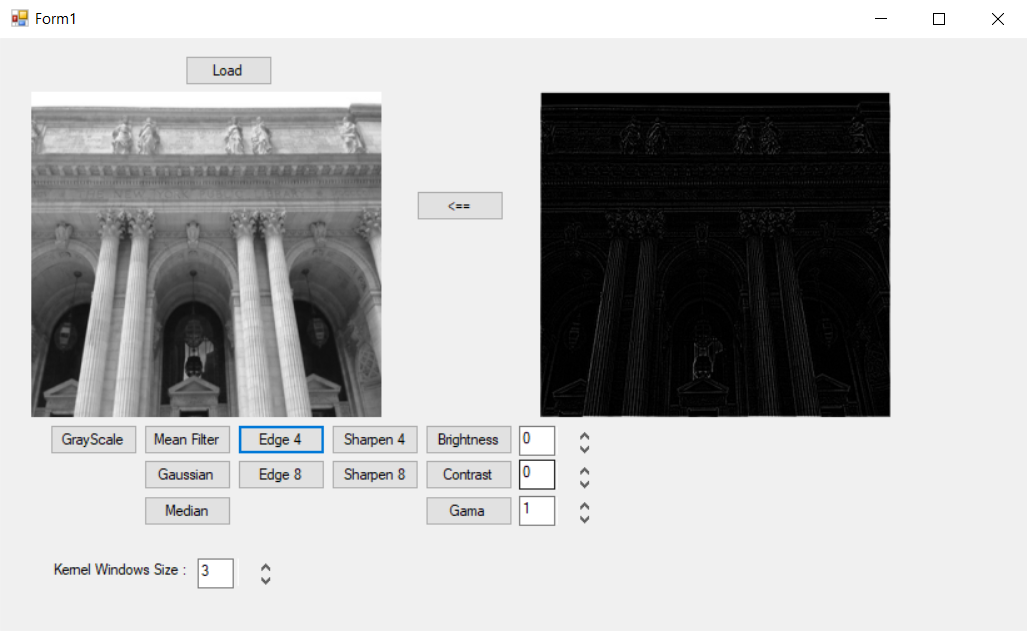 Form1
Load
<==
GrayScale Mean Filter Edge 4 Sharpen 4 Brightness 0
Gaussian Edge 8 Sharpen 8 Contrast 0
Median Gama 1
Kernel Windows Size : 3